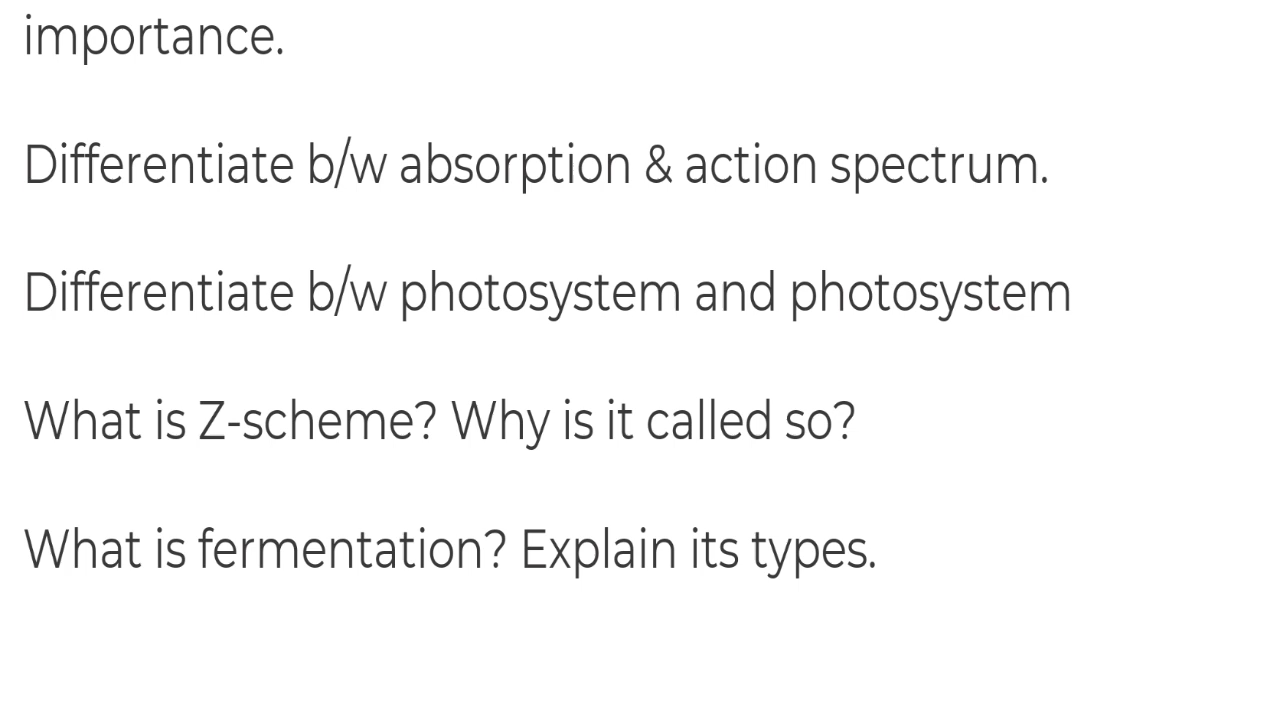 importance.
Differentiate b/w absorption & action spectrum.
Differentiate b/w photosystem and photosystem
What is Z-scheme? Why is it called so?
What is fermentation? Explain its types.